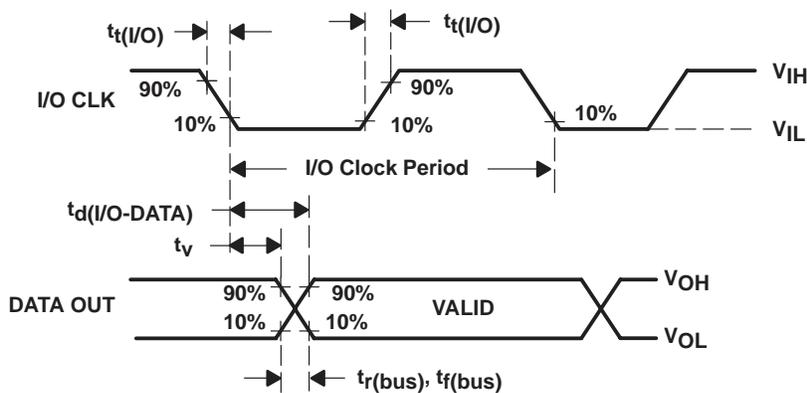 tt(I/O)
tt(I/O)
VIH
90%
90%
I/O CLK
10%
10%
10%
VIL
I/O Clock Period
td(I/O-DATA)
tv
VOH
90%
90%
DATA OUT
VALID
10%
10%
VOL
tr(bus), tf(bus)